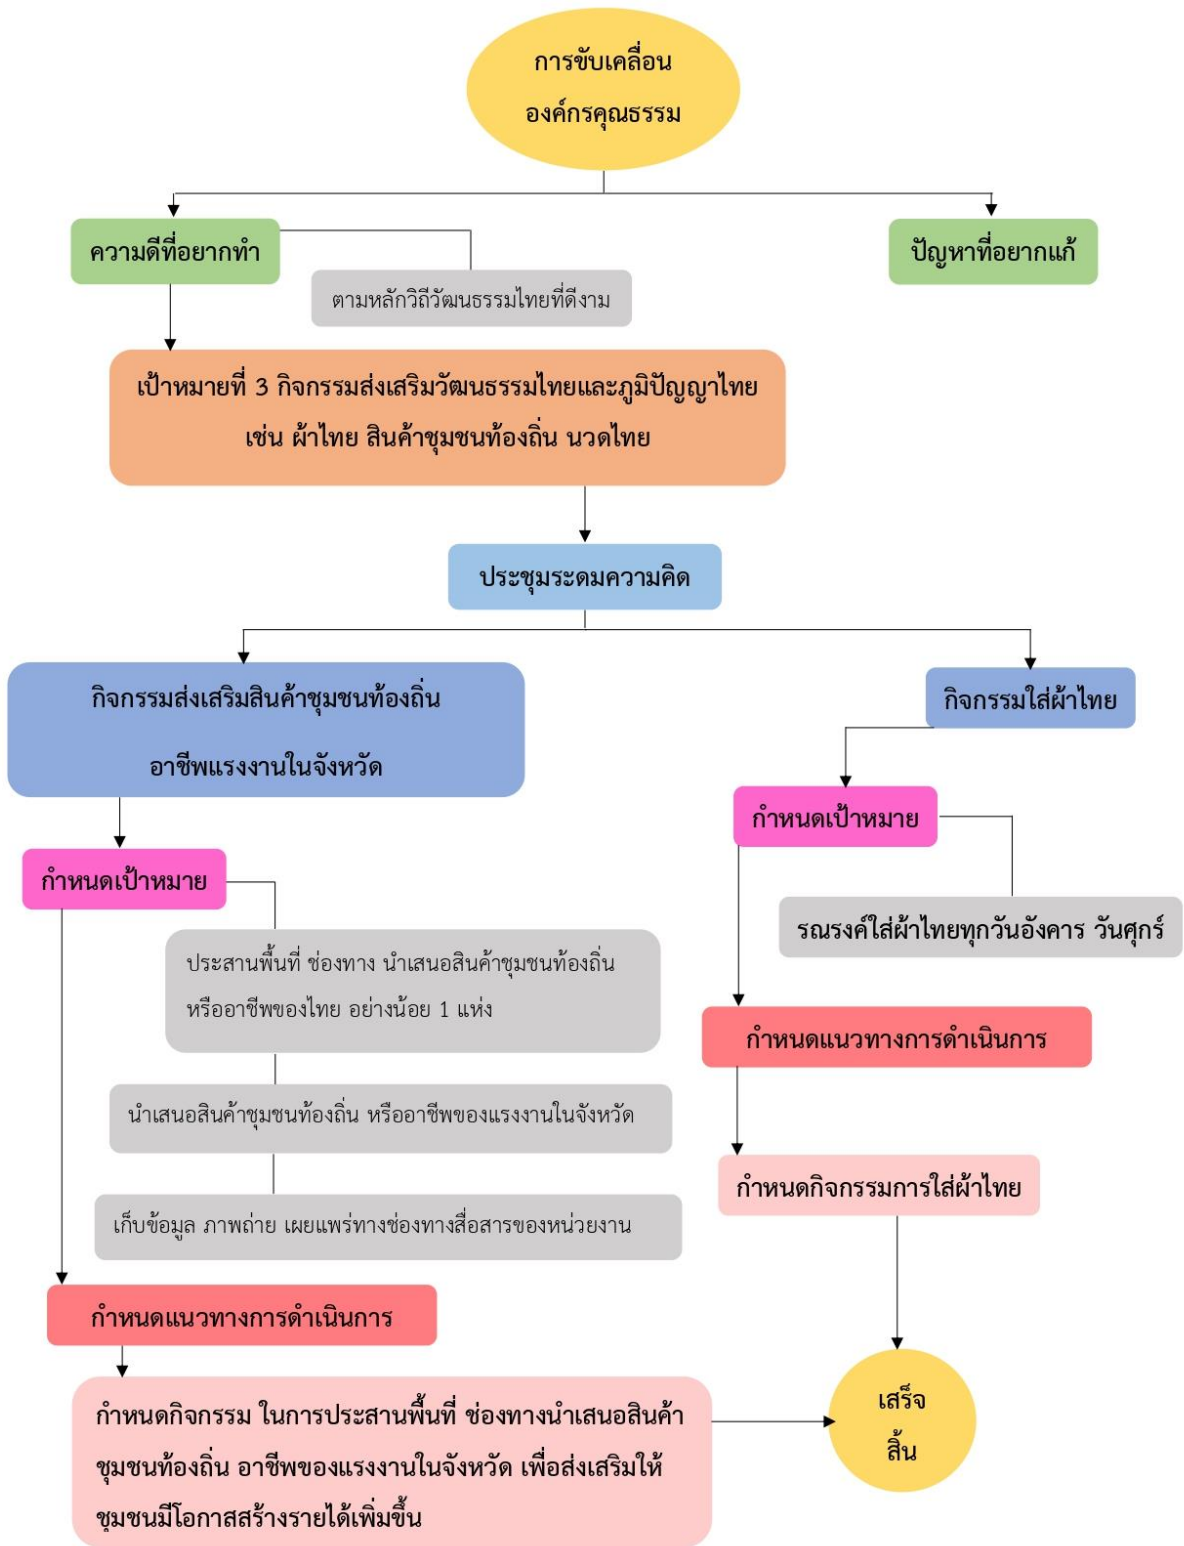 การขับเคลื่อน
องค์กรคุณธรรม
ความดีที่อยากทำ
ปัญหาที่อยากแก้
ตามหลักวิถีวัฒนธรรมไทยที่ดีงาม
เป้าหมายที่ 3 กิจกรรมส่งเสริมวัฒนธรรมไทยและภูมิปัญญาไทย
เช่น ผ้าไทย สินค้าชุมชนท้องถิ่น นวดไทย
ประชุมระดมความคิด
กิจกรรมส่งเสริมสินค้าชุมชนท้องถิ่น
อาชีพแรงงานในจังหวัด
กิจกรรมใส่ผ้าไทย
กำหนดเป้าหมาย
กำหนดเป้าหมาย
รณรงค์ใส่ผ้าไทยทุกวันอังคาร วันศุกร์
ประสานพื้นที่ ช่องทาง นำเสนอสินค้าชุมชนท้องถิ่น
หรืออาชีพของไทย อย่างน้อย 1 แห่ง
กำหนดแนวทางการดำเนินการ
นำเสนอสินค้าชุมชนท้องถิ่น หรืออาชีพของแรงงานในจังหวัด
กำหนดกิจกรรมการใส่ผ้าไทย
เก็บข้อมูล ภาพถ่าย เผยแพร่ทางช่องทางสื่อสารของหน่วยงาน
กำหนดแนวทางการดำเนินการ
กำหนดกิจกรรม ในการประสานพื้นที่ ช่องทางนำเสนอสินค้า
ชุมชนท้องถิ่น อาชีพของแรงงานในจังหวัด เพื่อส่งเสริมให้
ชุมชนมีโอกาสสร้างรายได้เพิ่มขึ้น
เสร็จ
สิ้น